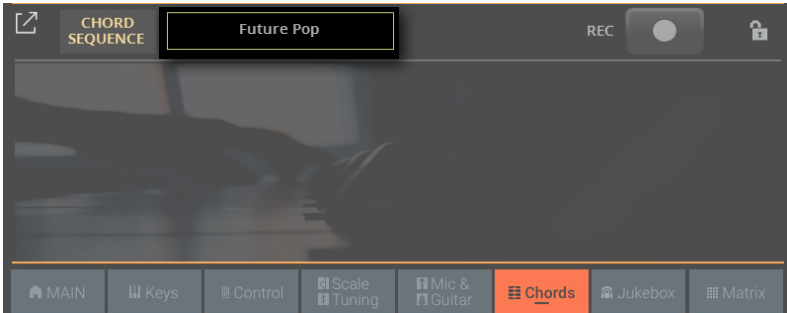 CHORD
SEQUENCE
Future Pop
REC
MAIN
Keys
Control
Scale
Tuning
Mic &
Guitar
Chords
Jukebox
Matrix